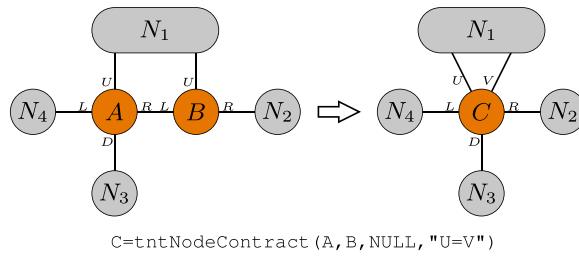 N1 N1
U U U V
N4 L A R L B R N2 N4 L C R N2
D D
N3 N3
C=tntNodeContract(A,B,NULL,"U=V")